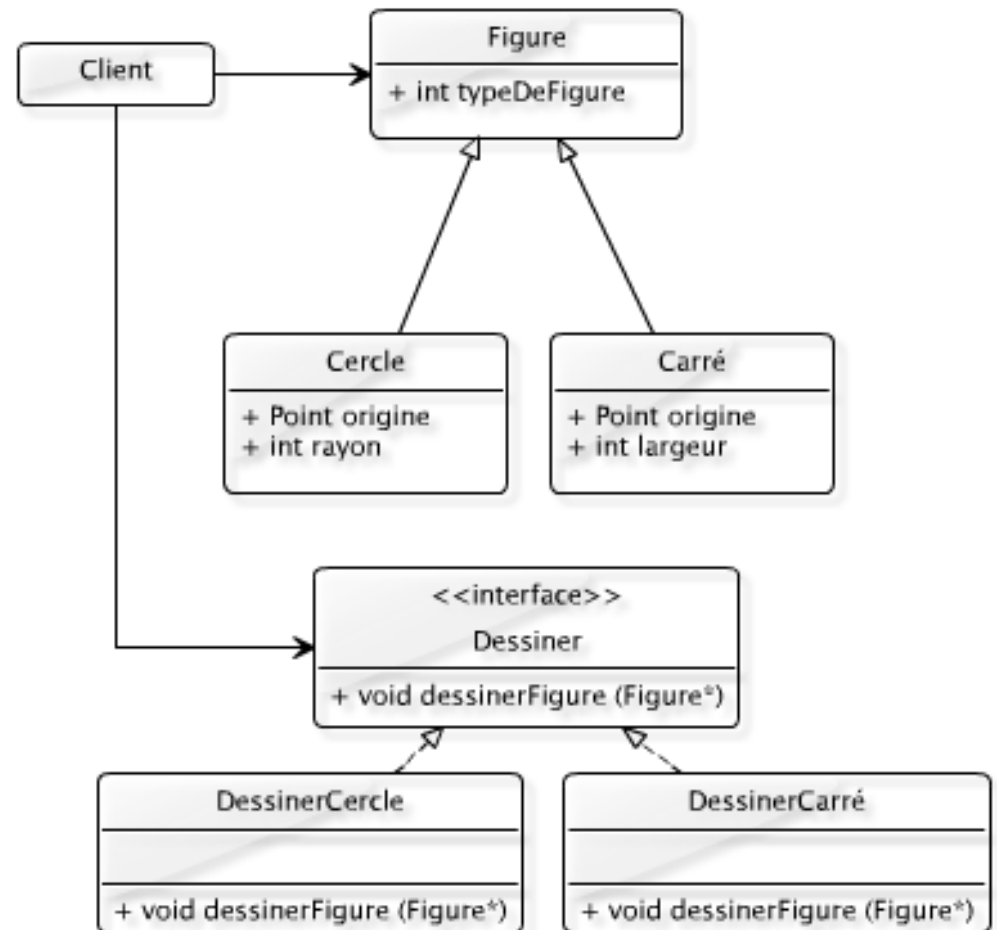 Client
Figure
+ int typeDeFigure
Cercle
+ Point origine
+ int rayon
Carré
+ Point origine
+ int largeur
<<interface>>
Dessiner
+ void dessinerFigure (Figure*)
DessinerCercle
+ void dessinerFigure (Figure*)
DessinerCarré
+ void dessinerFigure (Figure*)